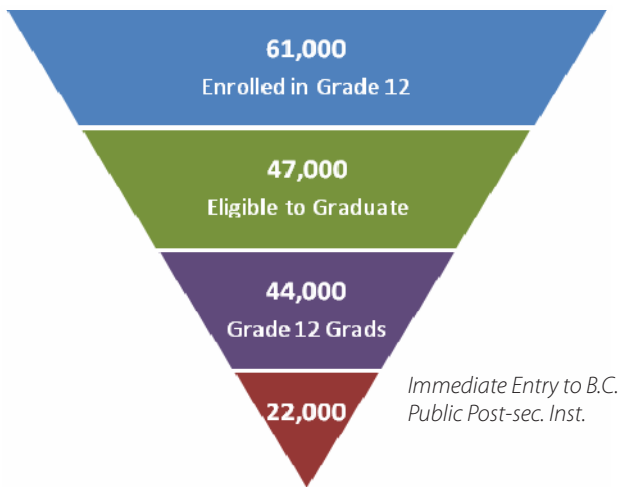 61,000
Enrolled in Grade 12
47,000
Eligible to Graduate
44,000
Grade 12 Grads
22,000
Immediate Entry to B.C.
Public Post-sec. Inst.